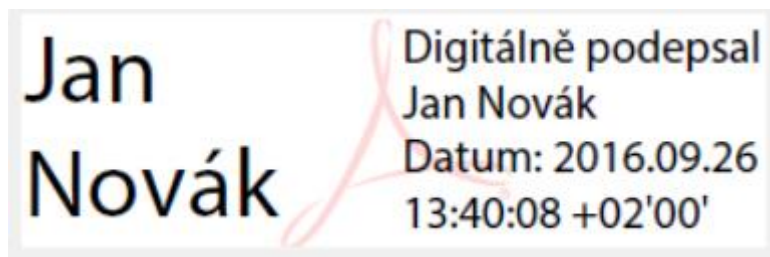 Jan
Novák
Digitálně podepsal
Jan Novák
Datum: 2016.09.26
13:40:08 +02'00'